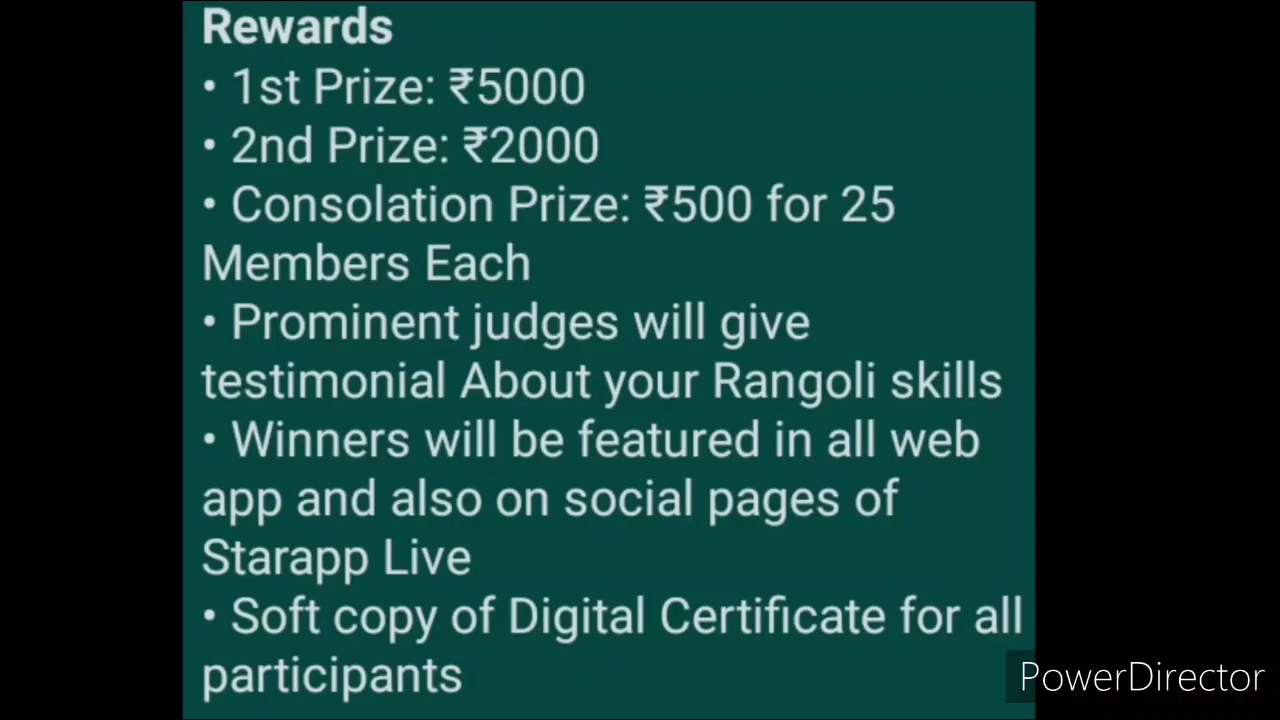 Rewards
• 1st Prize: ₹5000
• 2nd Prize: ₹2000
• Consolation Prize: ₹500 for 25
Members Each
• Prominent judges will give
testimonial About your Rangoli skills
• Winners will be featured in all web
app and also on social pages of
Starapp Live
• Soft copy of Digital Certificate for all
participants
PowerDirector